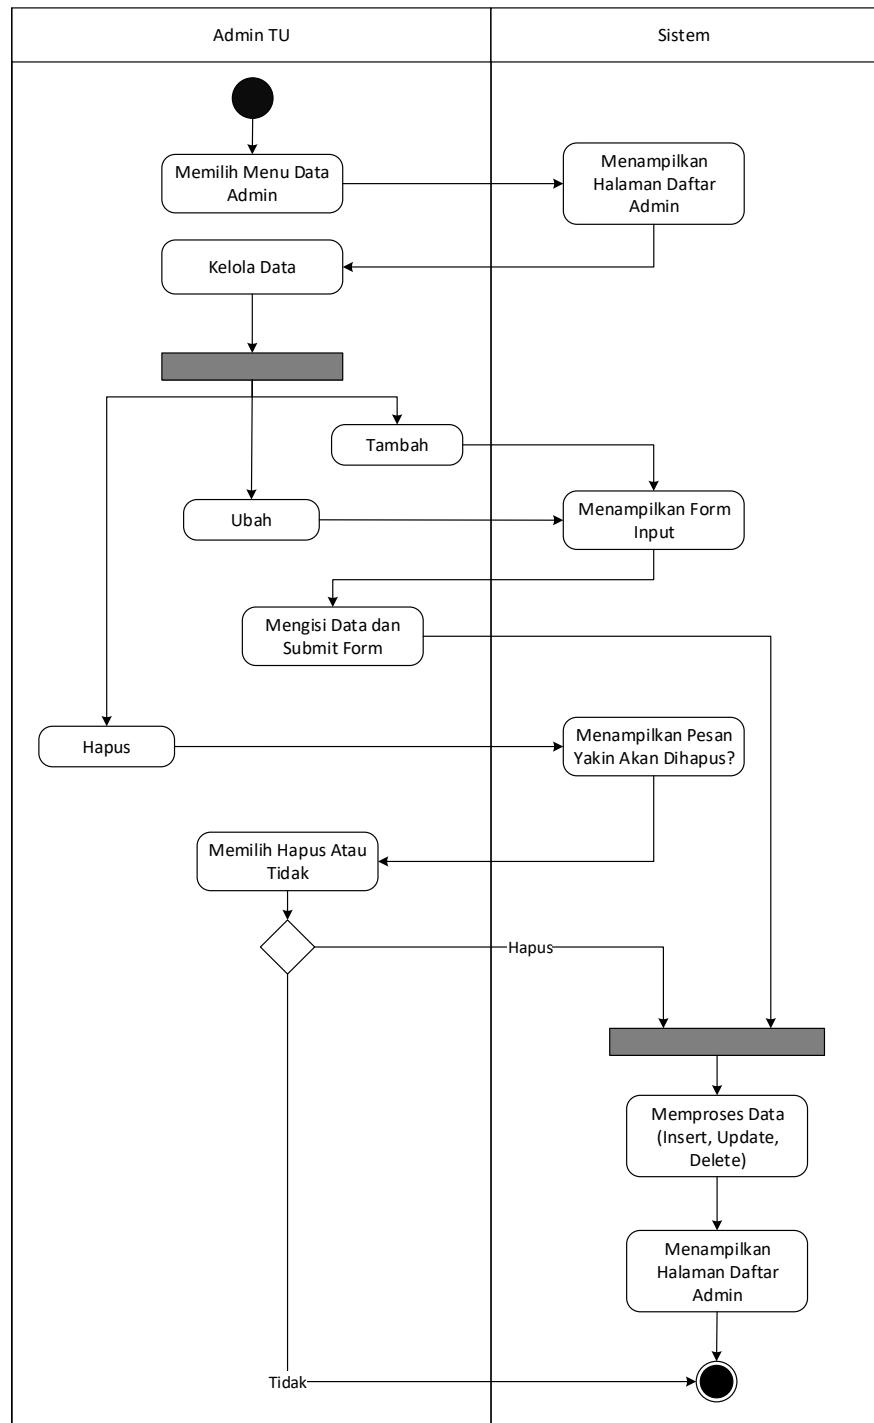 Admin TU
Sistem
Memilih Menu Data
Admin
Menampilkan
Halaman Daftar
Admin
Kelola Data
Tambah
Ubah
Menampilkan Form
Input
Mengisi Data dan
Submit Form
Hapus
Menampilkan Pesan
Yakin Akan Dihapus?
Memilih Hapus Atau
Tidak
Hapus
Memproses Data
(Insert, Update,
Delete)
Menampilkan
Halaman Daftar
Admin
Tidak